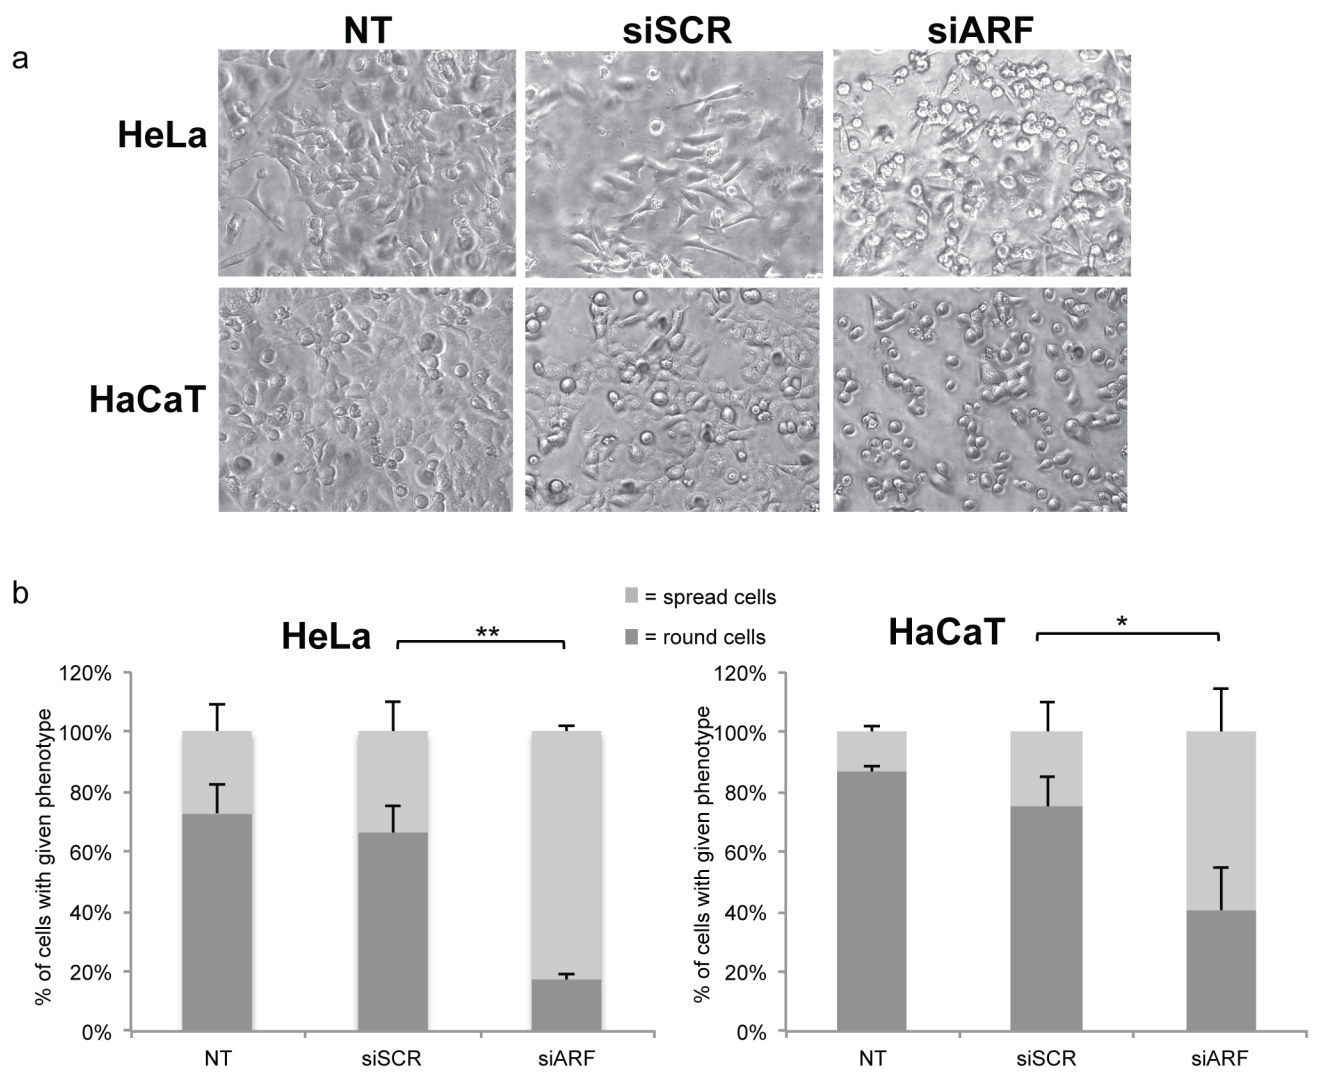 NT siSCR siARF
a
HeLa
HaCaT
b
= spread cells
= round cells
HeLa
**
% of cells with given phenotype
120%
100%
80%
60%
40%
20%
0%
NT siSCR siARF
HaCaT
*
% of cells with given phenotype
120%
100%
80%
60%
40%
20%
0%
NT siSCR siARF